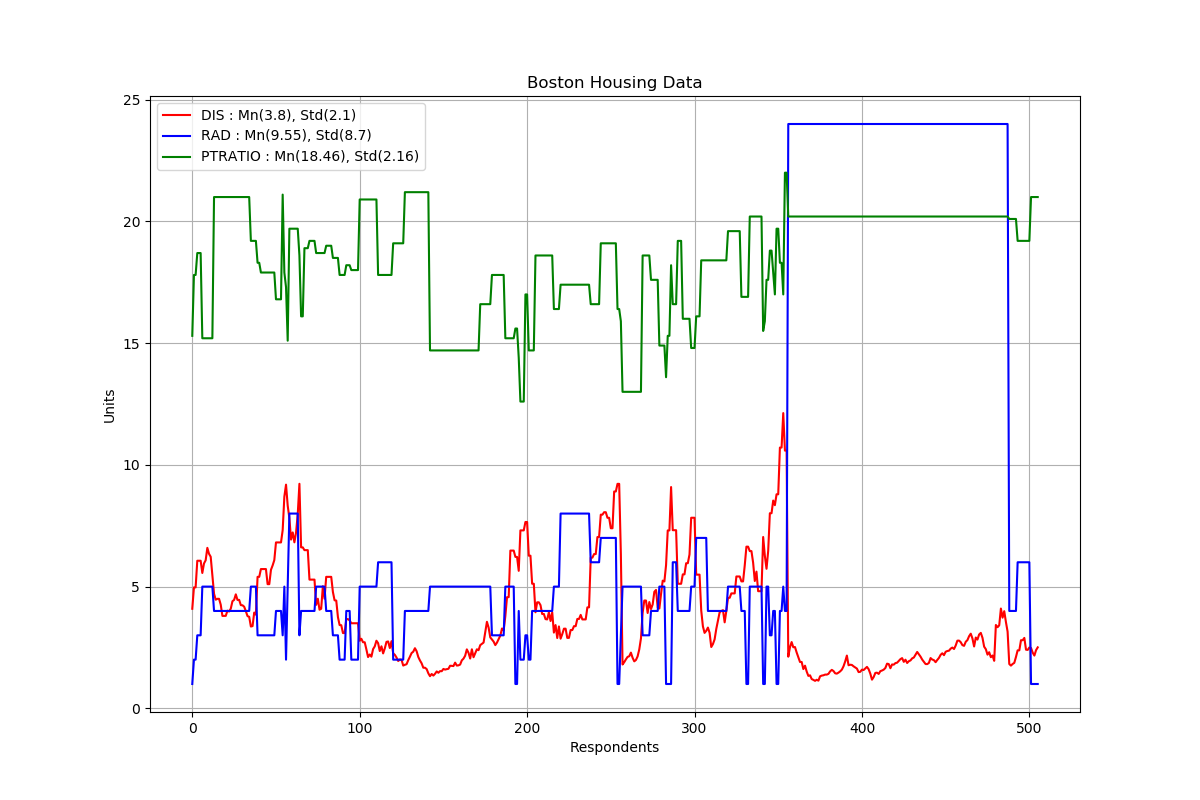 Boston Housing Data
25
DIS : Mn(3.8), Std(2.1)
RAD : Mn(9.55), Std(8.7)
PTRATIO : Mn(18.46), Std(2.16)
20
15
Units
10
5
0
0 100 200 300 400 500
Respondents